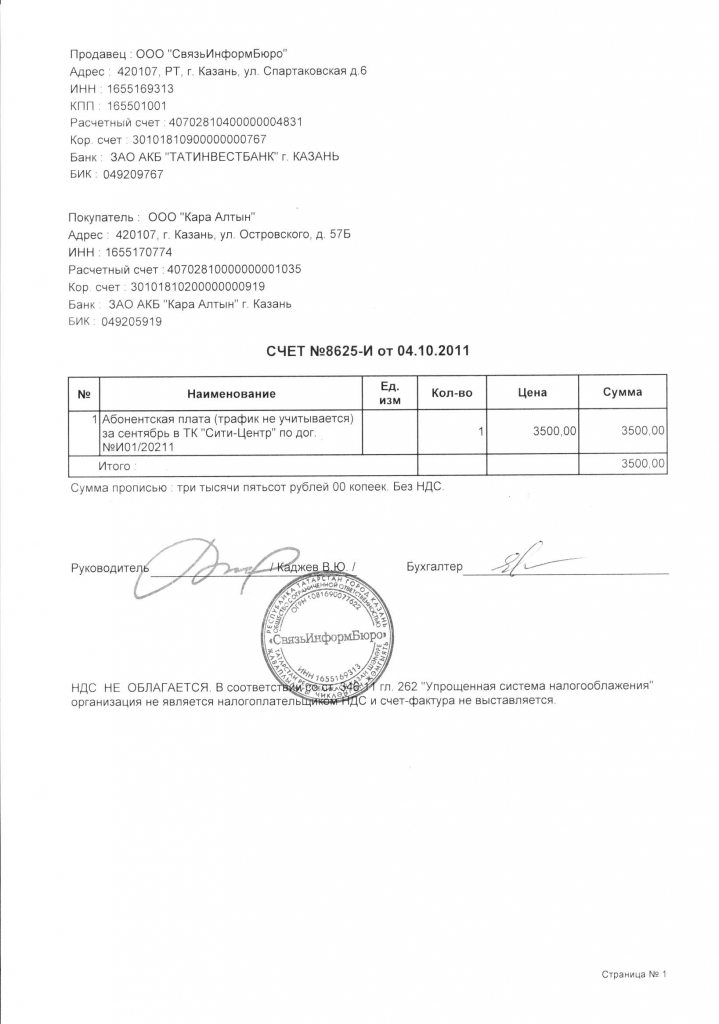 Продавец : ООО "СвязьИнформБюро"
Адрес : 420107, РТ, г. Казань, ул. Спартаковская д.6
ИНН : 1655169313
КПП : 165501001
Расчетный счет : 40702810400000004831
Кор. счет : 30101810900000000767
Банк : ЗАО АКБ "ТАТИНВЕСТБАНК" г. КАЗАНЬ
БИК : 049209767
Покупатель : ООО "Кара Алтын"
Адрес : 420107, г. Казань, ул. Островского, д. 57Б
ИНН : 1655170774
Расчетный счет : 40702810000000001035
Кор. счет : 30101810200000000919
Банк : ЗАО АКБ "Кара Алтын" г. Казань
БИК : 049205919
СЧЕТ №8625-И от 04.10.2011
№ Наименование Ед. изм Кол-во Цена Сумма
1 Абонентская плата (трафик не учитывается)
за сентябрь в ТК "Сити-Центр" по дог. 1 3500,00 3500,00
№И01/20211
Итого : 3500,00
Сумма прописью : три тысячи пятьсот рублей 00 копеек. Без НДС.
Руководитель / Каджев В.Ю. / Бухгалтер
РЕСПУБЛИКА ТАТАРСТАН ГОРОД КАЗАНЬ
ОБЩЕСТВО С ОГРАНИЧЕННОЙ ОТВЕТСТВЕННОСТЬЮ
ОГРН 1081690077622
«СвязьИнформБюро»
ИНН 1655169313
НДС НЕ ОБЛАГАЕТСЯ. В соответствии со ст. 346.11 гл. 262 "Упрощенная система налогооблажения"
организация не является налогоплательщиком НДС и счет-фактура не выставляется.
Страница № 1